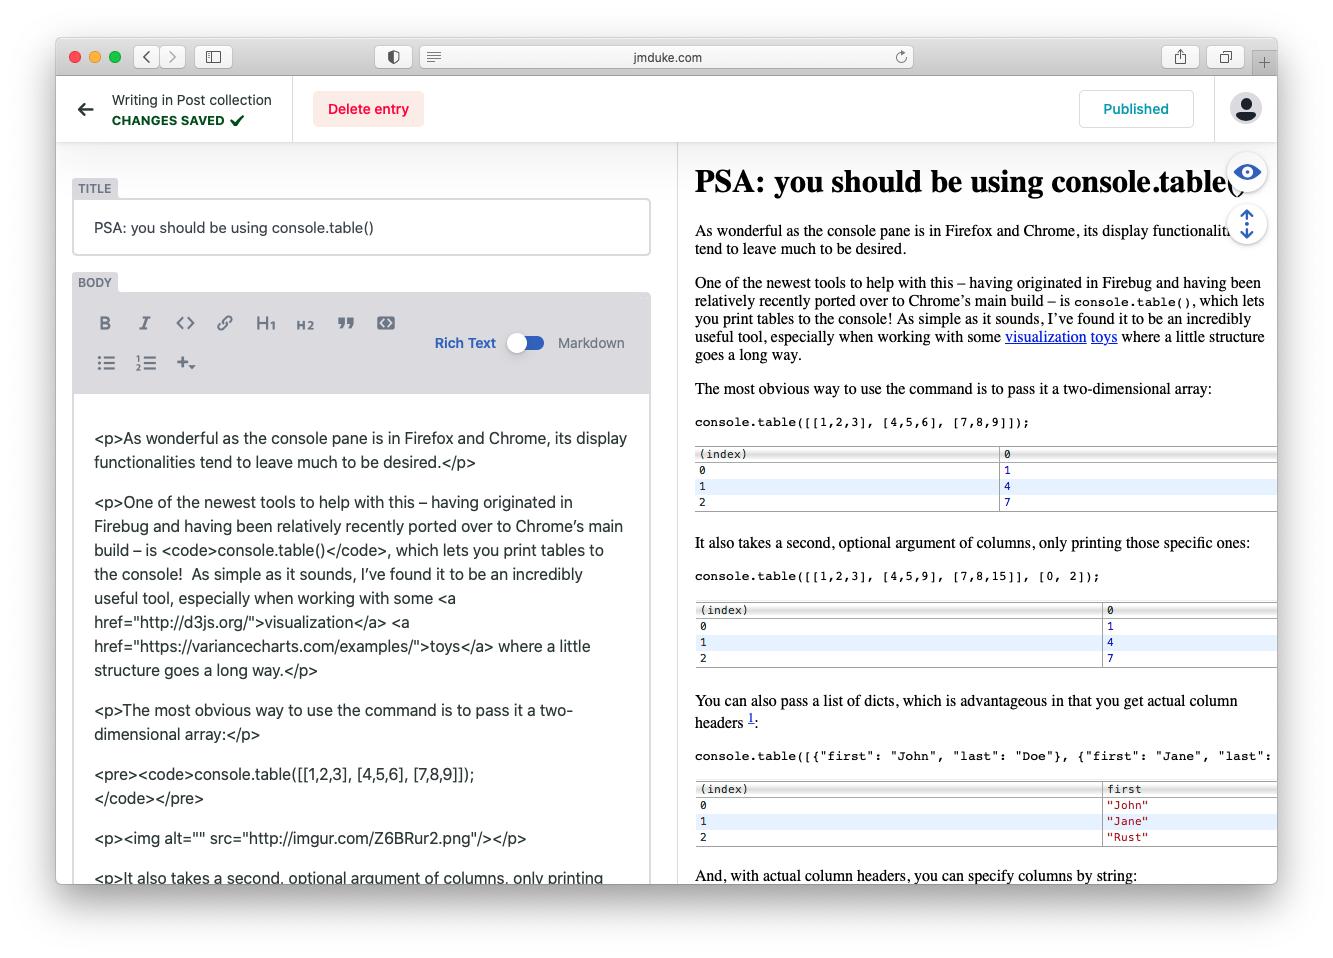 jmduke.com
Writing in Post collection
CHANGES SAVED
Delete entry
Published
TITLE
PSA: you should be using console.table()
BODY
B I H1 H2
Rich Text Markdown
<p>As wonderful as the console pane is in Firefox and Chrome, its display
functionalities tend to leave much to be desired.</p>
<p>One of the newest tools to help with this – having originated in
Firebug and having been relatively recently ported over to Chrome’s main
build – is <code>console.table()</code>, which lets you print tables to
the console!  As simple as it sounds, I’ve found it to be an incredibly
useful tool, especially when working with some <a
href="http://d3js.org/">visualization</a> <a
href="https://variancecharts.com/examples/">toys</a> where a little
structure goes a long way.</p>
<p>The most obvious way to use the command is to pass it a two-
dimensional array:</p>
<pre><code>console.table([[1,2,3], [4,5,6], [7,8,9]]);
</code></pre>
<p><img alt="" src="http://imgur.com/Z6BRur2.png"/></p>
<p>It also takes a second, optional argument of columns, only printing
PSA: you should be using console.table()
As wonderful as the console pane is in Firefox and Chrome, its display
tend to leave much to be desired.
One of the newest tools to help with this – having originated in Firebug and having been
relatively recently ported over to Chrome’s main build – is console.table(), which lets
you print tables to the console! As simple as it sounds, I’ve found it to be an incredibly
useful tool, especially when working with some visualization toys where a little structure
goes a long way.
The most obvious way to use the command is to pass it a two-dimensional array:
console.table([[1,2,3], [4,5,6], [7,8,9]]);
(index) 0
0 1
1 4
2 7
It also takes a second, optional argument of columns, only printing those specific ones:
console.table([[1,2,3], [4,5,9], [7,8,15]], [0, 2]);
(index) 0
0 1
1 4
2 7
You can also pass a list of dicts, which is advantageous in that you get actual column
headers 1:
console.table([{"first": "John", "last": "Doe"}, {"first": "Jane", "last":
(index) first
0 "John"
1 "Jane"
2 "Rust"
And, with actual column headers, you can specify columns by string: